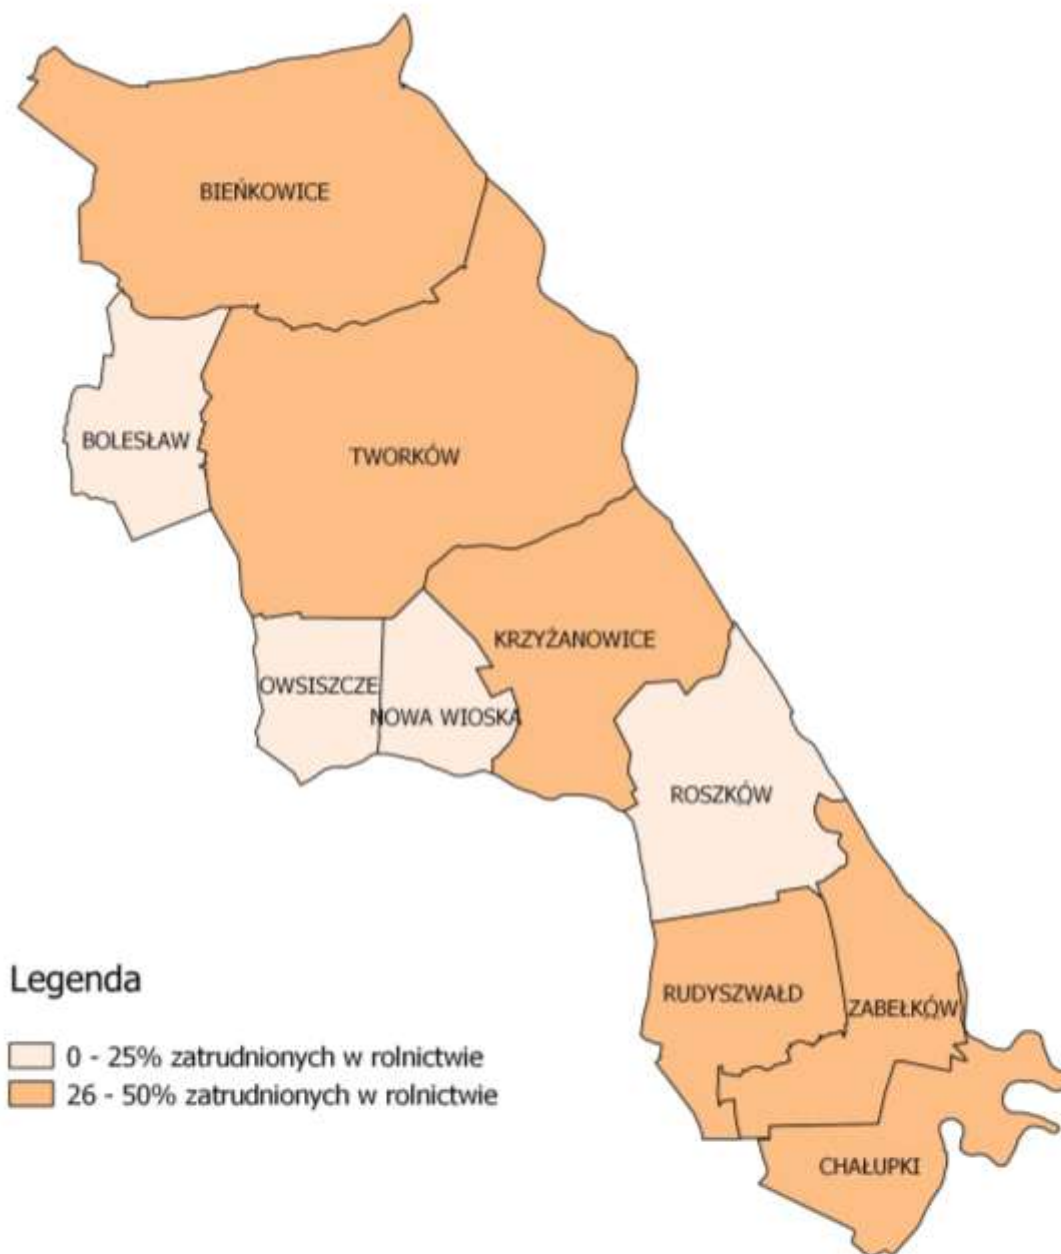 BIEŃKOWICE
BOLESŁAW
TWORKÓW
KRZYŻANOWICE
OWSISZCZE
NOWA WIOSKA
ROSZKÓW
RUDYSZWAŁD
ZABEŁKÓW
CHAŁUPKI
Legenda
0 - 25% zatrudnionych w rolnictwie
26 - 50% zatrudnionych w rolnictwie